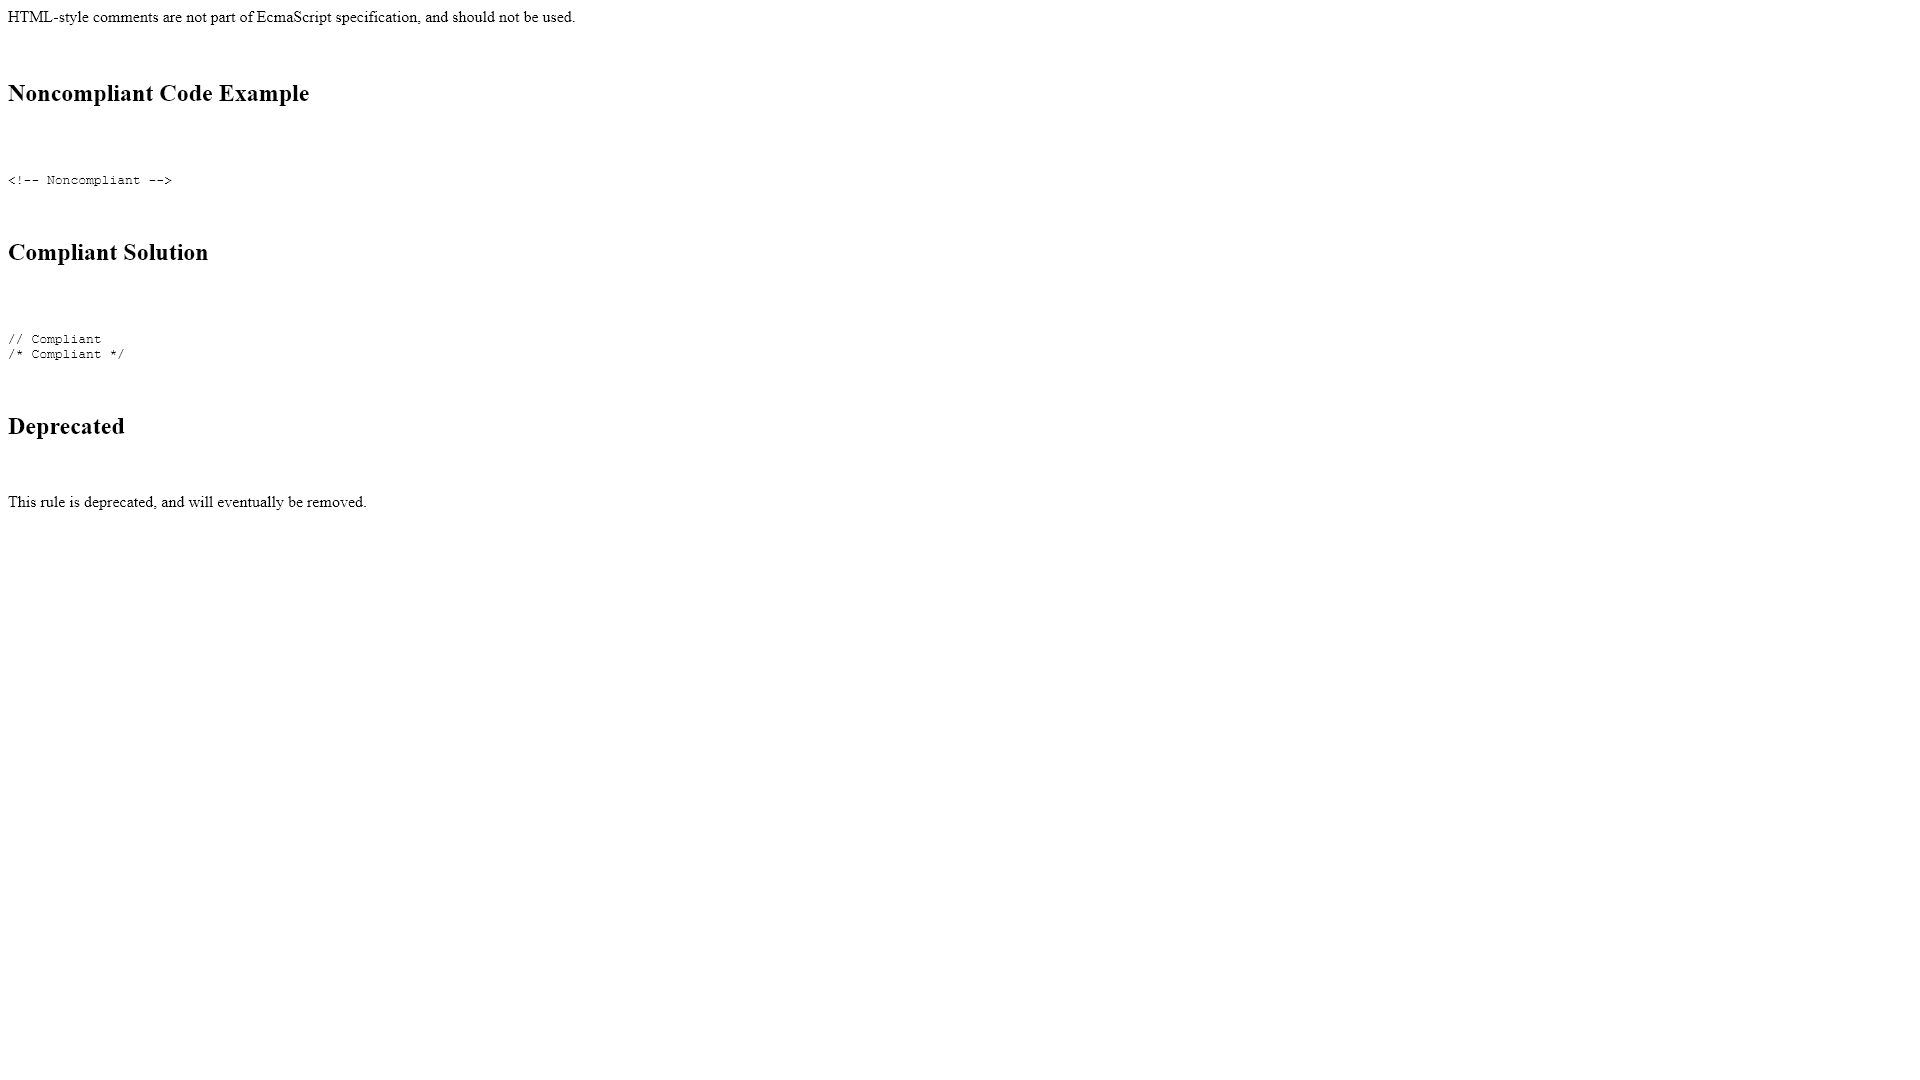 HTML-style comments are not part of EcmaScript specification, and should not be used.
Noncompliant Code Example
<!-- Noncompliant -->
Compliant Solution
// Compliant
/* Compliant */
Deprecated
This rule is deprecated, and will eventually be removed.